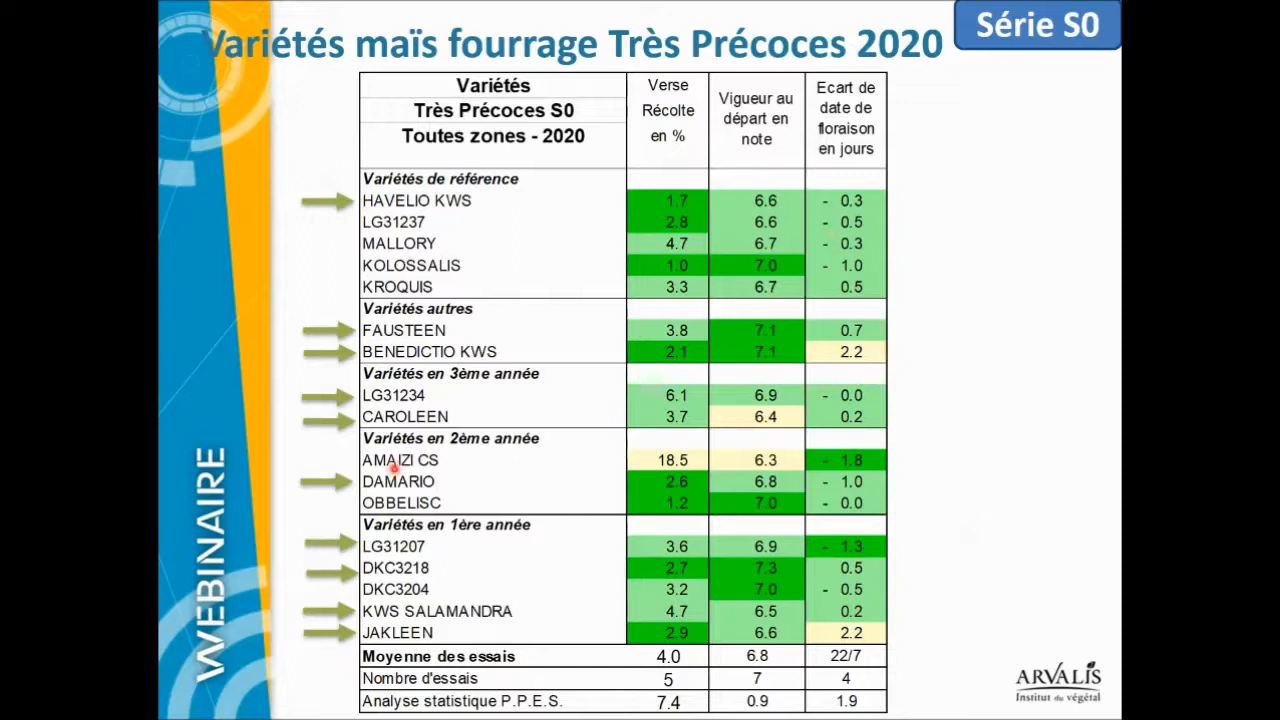 Série S0
Variétés maïs fourrage Très Précoces 2020
Variétés
Très Précoces S0
Toutes zones - 2020
Verse
Récolte
en %
Vigueur au
départ en
note
Ecart de
date de
floraison
en jours
Variétés de référence
HAVELIO KWS 1.7 6.6 - 0.3
LG31237 2.8 6.6 - 0.5
MALLORY 4.7 6.7 - 0.3
KOLOSSALIS 1.0 7.0 - 1.0
KROQUIS 3.3 6.7 0.5
Variétés autres
FAUSTEEN 3.8 7.1 0.7
BENEDICTIO KWS 2.1 7.1 2.2
Variétés en 3ème année
LG31234 6.1 6.9 - 0.0
CAROLEEN 3.7 6.4 0.2
Variétés en 2ème année
AMAIZI CS 18.5 6.3 - 1.8
DAMARIO 2.6 6.8 - 1.0
OBBELISC 1.2 7.0 - 0.0
Variétés en 1ère année
LG31207 3.6 6.9 - 1.3
DKC3218 2.7 7.3 0.5
DKC3204 3.2 7.0 - 0.5
KWS SALAMANDRA 4.7 6.5 0.2
JAKLEEN 2.9 6.6 2.2
Moyenne des essais 4.0 6.8 22/7
Nombre d'essais 5 7 4
Analyse statistique P.P.E.S. 7.4 0.9 1.9
WEBINAIRE
ARVALIS
Institut du végétal